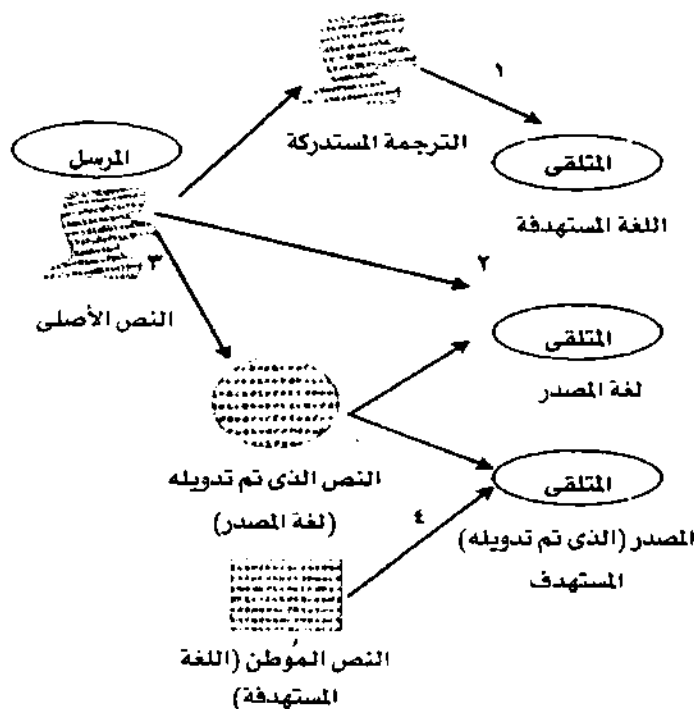 ١
الترجمة المستدركة
المرسل
المتلقى
اللغة المستهدفة
٢
٣
النص الأصلى
المتلقى
لغة المصدر
النص الذى تم تدويله
(لغة المصدر)
المتلقى
٤
المصدر (الذى تم تدويله)
المستهدف
النص المُوطن (اللغة
المستهدفة)